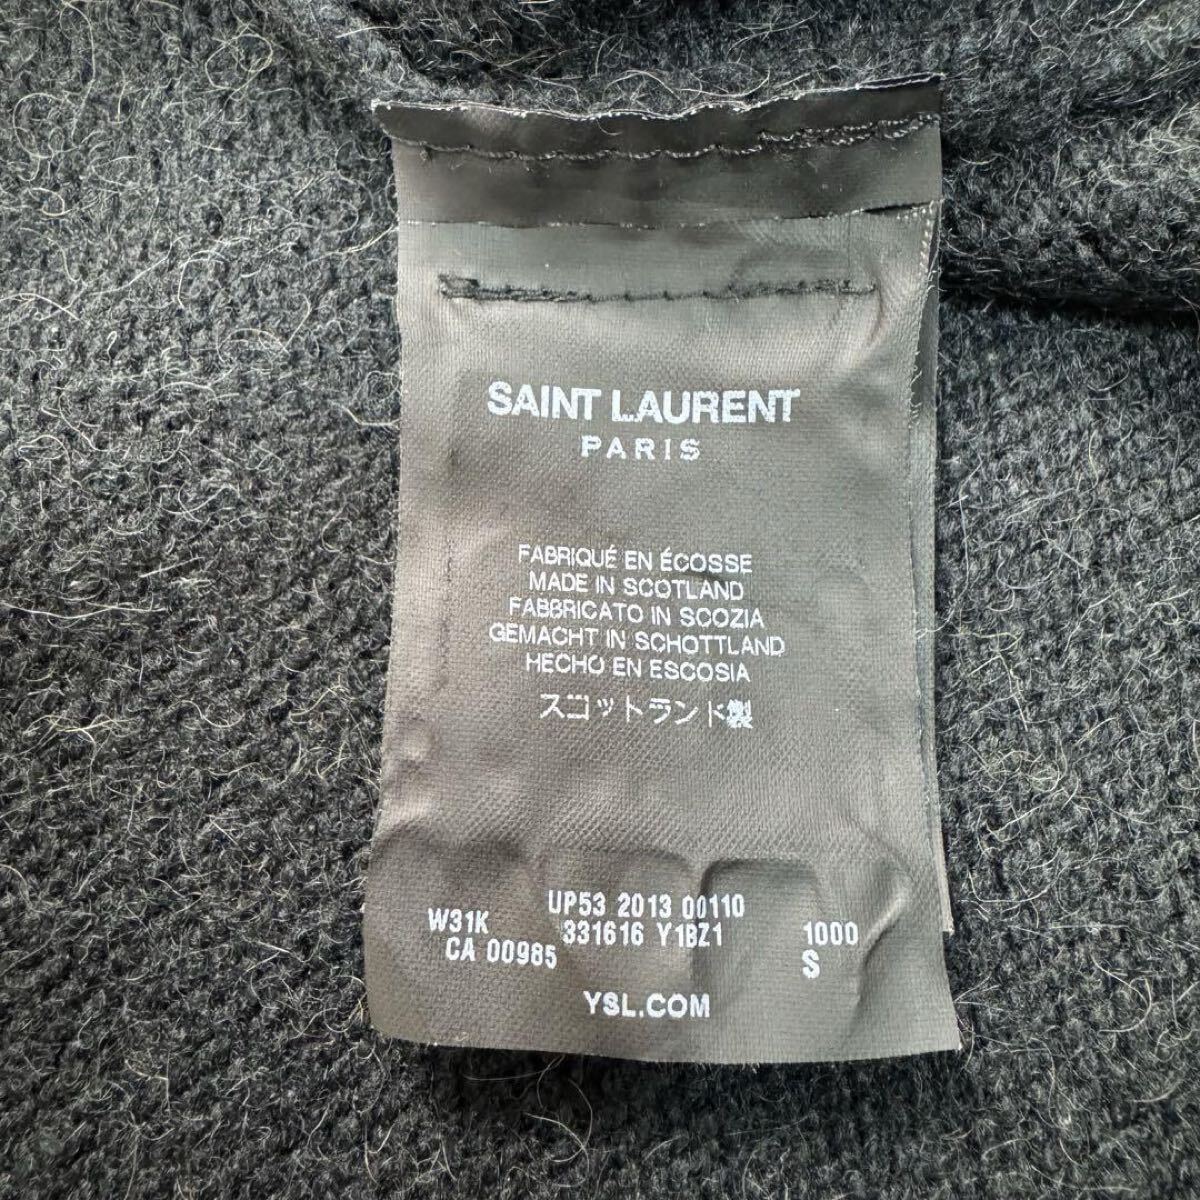 SAINT LAURENT
PARIS
FABRIQUÉ EN ÉCOSSE
MADE IN SCOTLAND
FABBRICATO IN SCOZIA
GEMACHT IN SCHOTTLAND
HECHO EN ESCOSIA
スコットランド製
UP53 2013 00110
W31K 331616 Y1BZ1 1000
CA 00985 S
YSL.COM